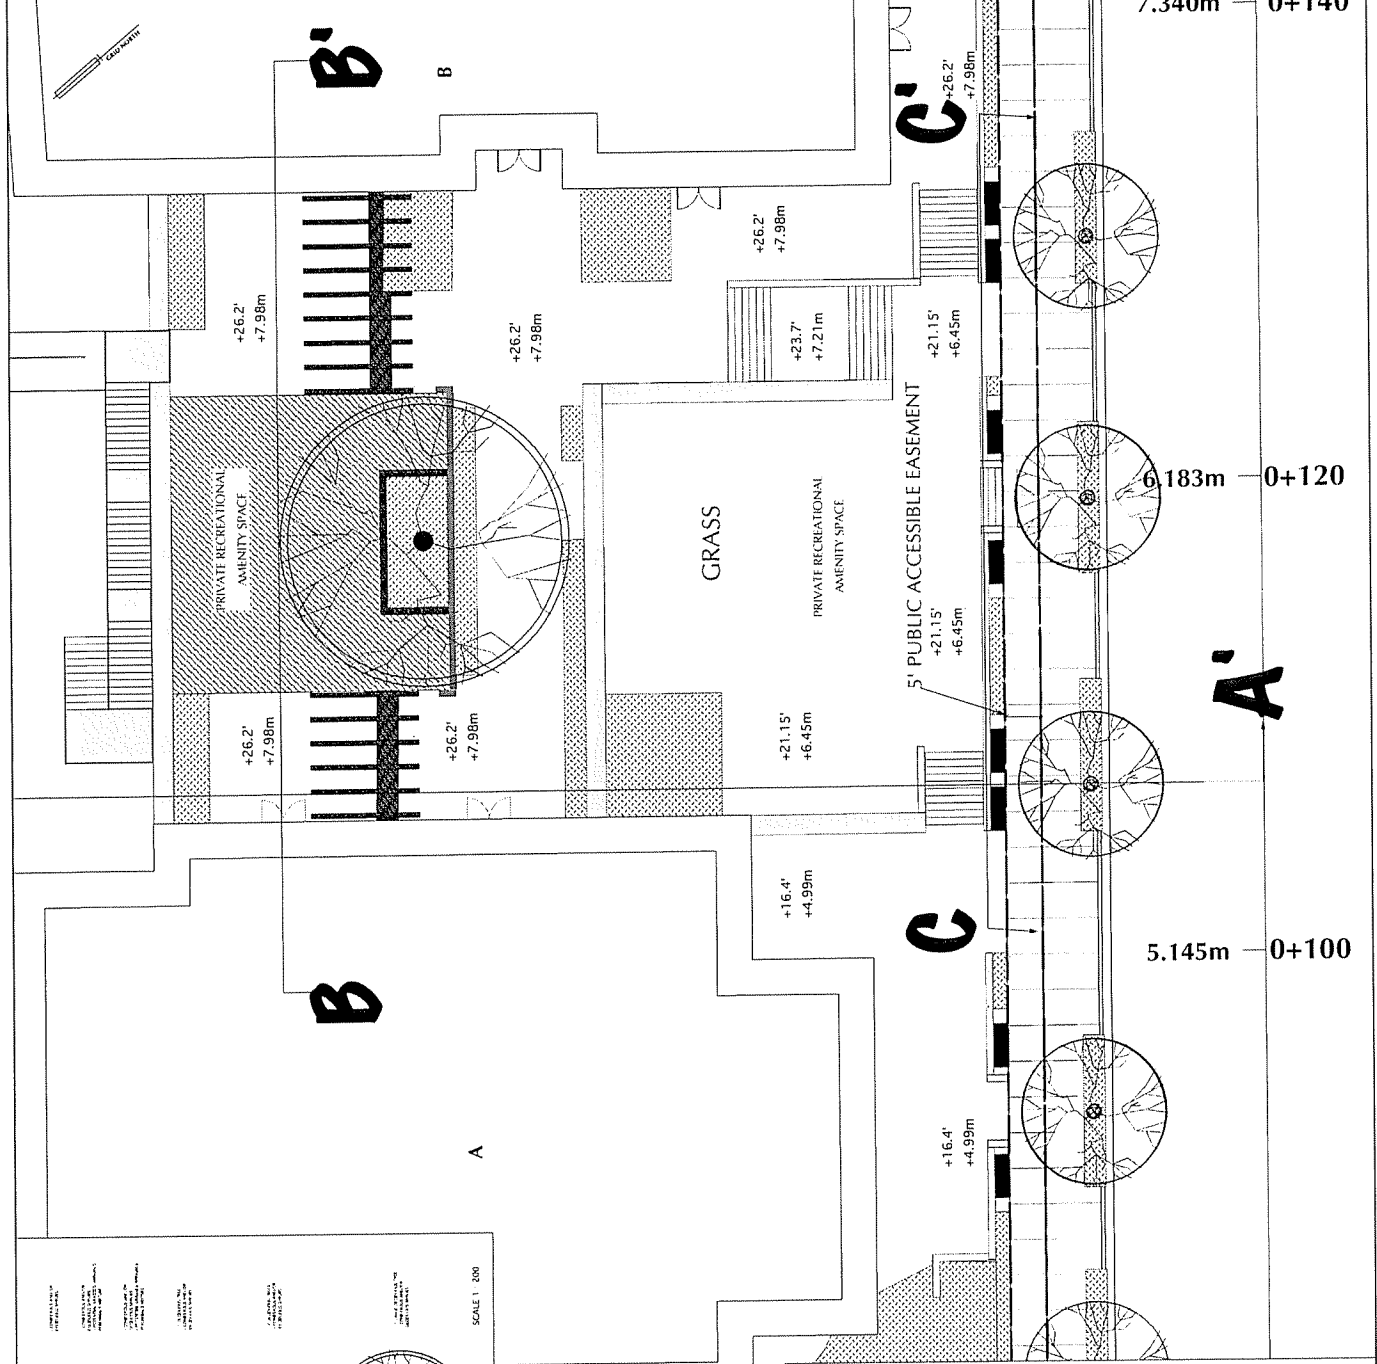 7.340m 0+140
GRID NORTH
B'
B
C'
+26.2'
+7.98m
+26.2'
+7.98m
+26.2'
+7.98m
+26.2'
+7.98m
+23.7'
+7.21m
+21.15'
+6.45m
6.183m 0+120
PRIVATE RECREATIONAL
AMENITY SPACE
GRASS
PRIVATE RECREATIONAL
AMENITY SPACE
5' PUBLIC ACCESSIBLE EASEMENT
+21.15'
+6.45m
A'
+26.2'
+7.98m
+26.2'
+7.98m
+21.15'
+6.45m
+16.4'
+4.99m
C
5.145m 0+100
B
A
+16.4'
+4.99m
SCALE 1 : 200